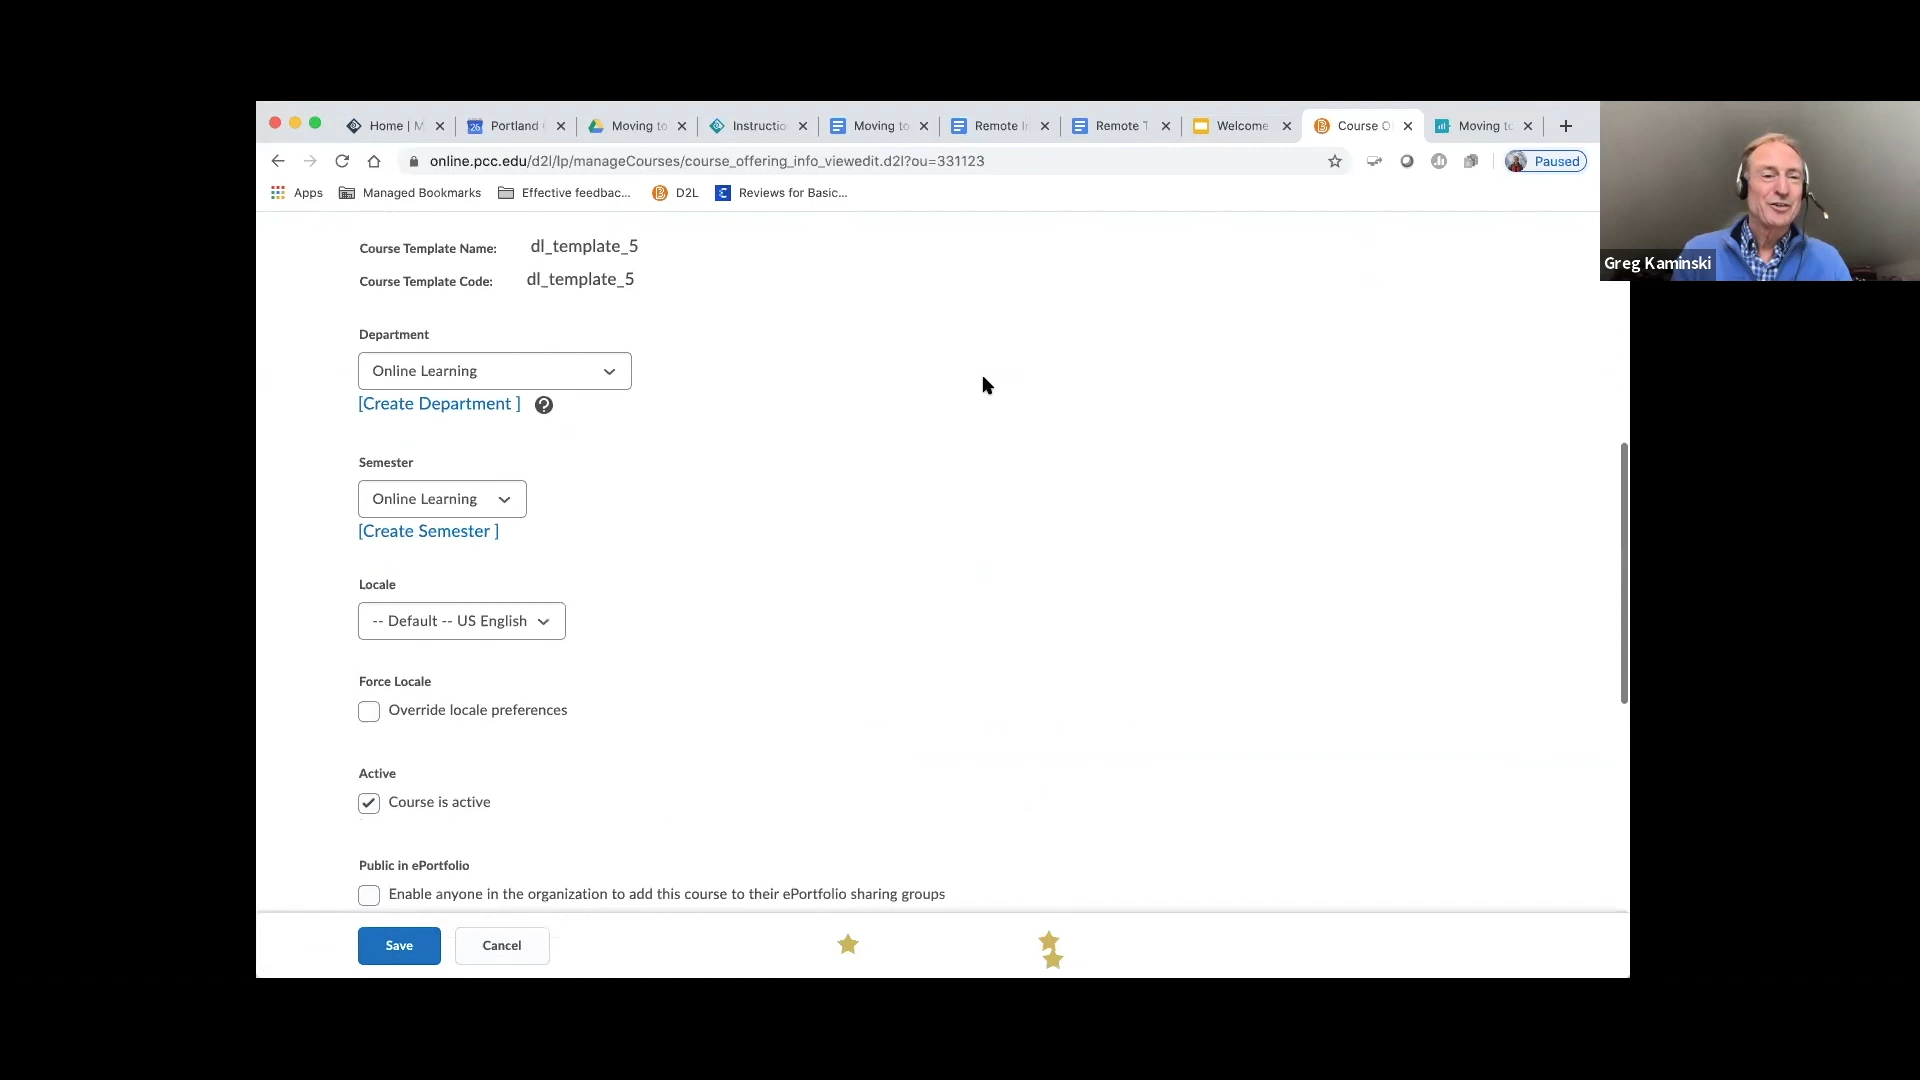 Home | M
26
Portland
Moving to
Instructio
Moving to
Remote I
Remote T
Welcome
Course O
Moving to
online.pcc.edu/d2l/lp/manageCourses/course_offering_info_viewedit.d2l?ou=331123
Paused
Apps
Managed Bookmarks
Effective feedbac...
D2L
Reviews for Basic...
Greg Kaminski
Course Template Name: dl_template_5
Course Template Code: dl_template_5
Department
Online Learning
[Create Department ] ?
Semester
Online Learning
[Create Semester ]
Locale
-- Default -- US English
Force Locale
Override locale preferences
Active
Course is active
Public in ePortfolio
Enable anyone in the organization to add this course to their ePortfolio sharing groups
Save
Cancel